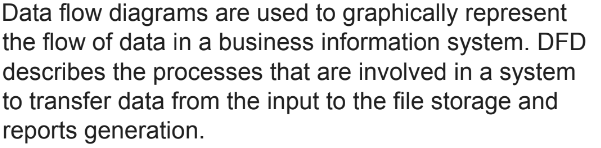 Data flow diagrams are used to graphically represent
the flow of data in a business information system. DFD
describes the processes that are involved in a system
to transfer data from the input to the file storage and
reports generation.